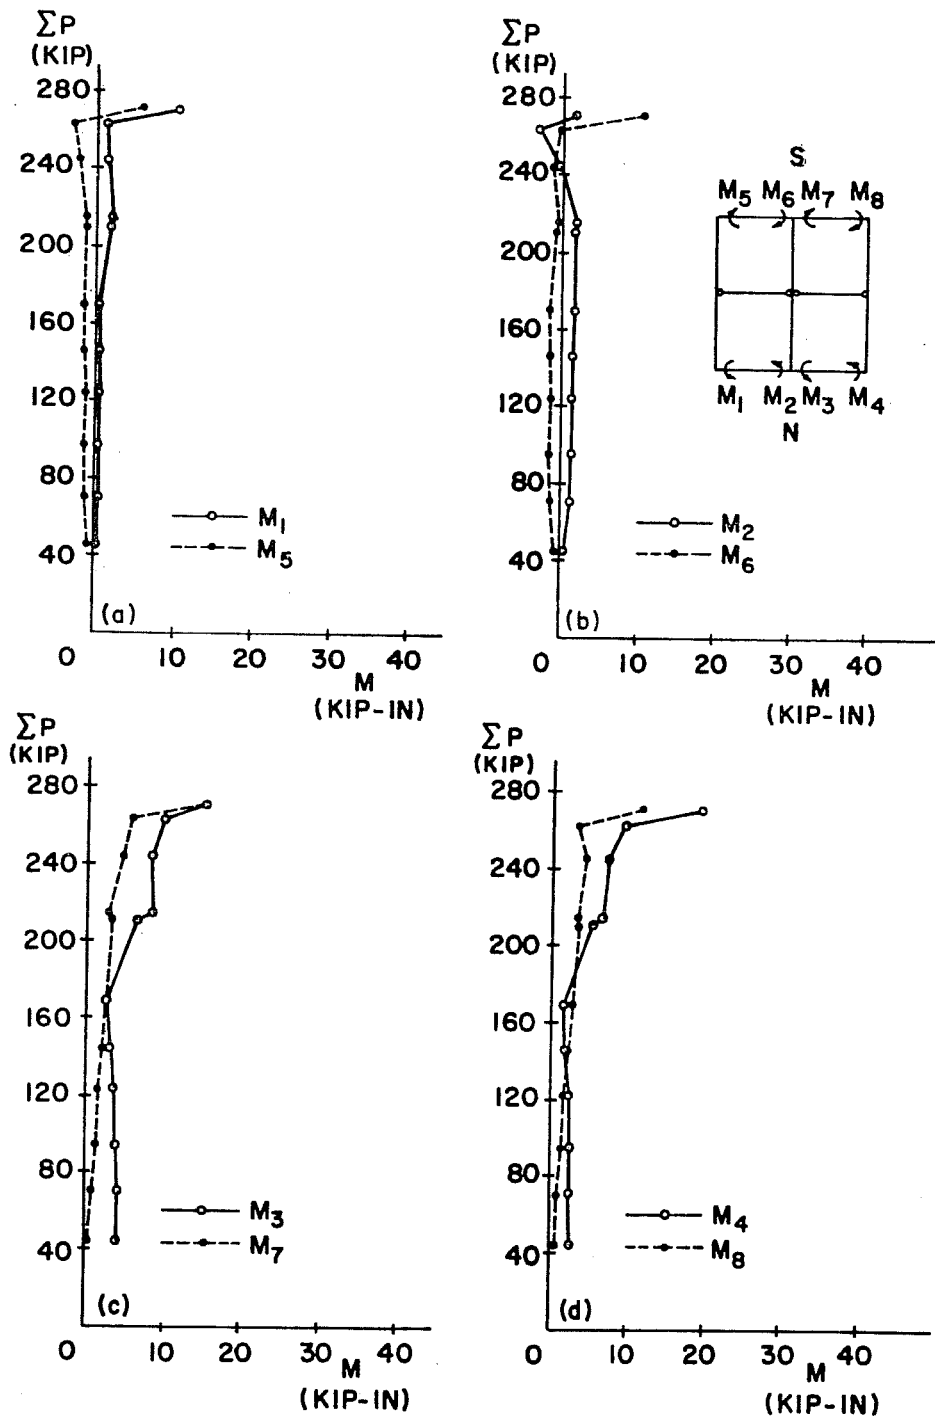 ΣP
(KIP)
280
240
200
160
120
80
40
M1
M5
(a)
0 10 20 30 40
M
(KIP-IN)
ΣP
(KIP)
280
240
200
160
120
80
40
M2
M6
(b)
0 10 20 30 40
M
(KIP-IN)
S
M5 M6 M7 M8
M1 M2 M3 M4
N
ΣP
(KIP)
280
240
200
160
120
80
40
M3
M7
(c)
0 10 20 30 40
M
(KIP-IN)
ΣP
(KIP)
280
240
200
160
120
80
40
M4
M8
(d)
0 10 20 30 40
M
(KIP-IN)